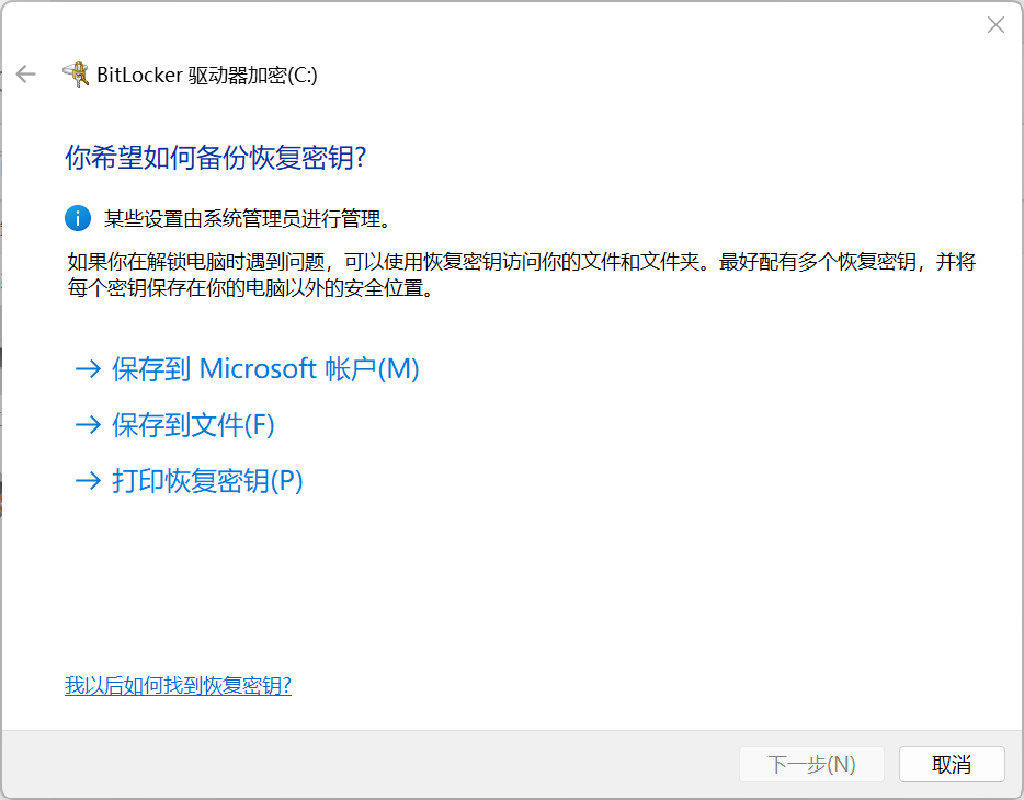 BitLocker 驱动器加密(C:)
你希望如何备份恢复密钥?
某些设置由系统管理员进行管理。
如果你在解锁电脑时遇到问题，可以使用恢复密钥访问你的文件和文件夹。最好配有多个恢复密钥，并将
每个密钥保存在你的电脑以外的安全位置。
→ 保存到 Microsoft 帐户(M)
→ 保存到文件(F)
→ 打印恢复密钥(P)
我以后如何找到恢复密钥?
下一步(N)
取消